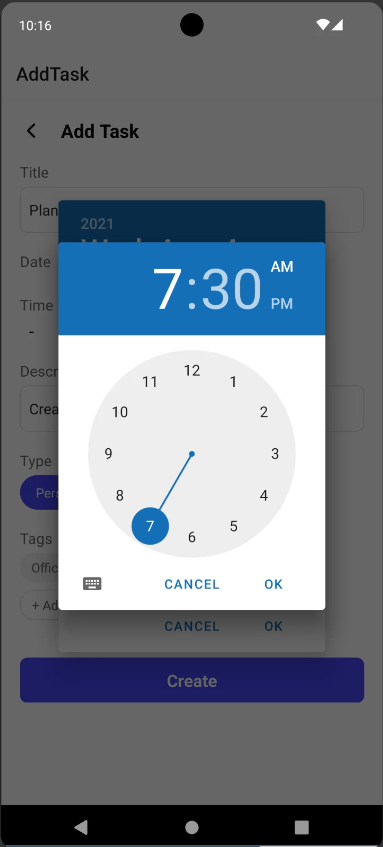 10:16
AddTask
Add Task
Title
Plan
2021
Date
7:30
AM
PM
Time
-
12
11
1
10
2
9
3
8
4
7
5
6
Descr
Crea
Type
Pers
Tags
Offic
+ Ad
CANCEL OK
CANCEL OK
Create